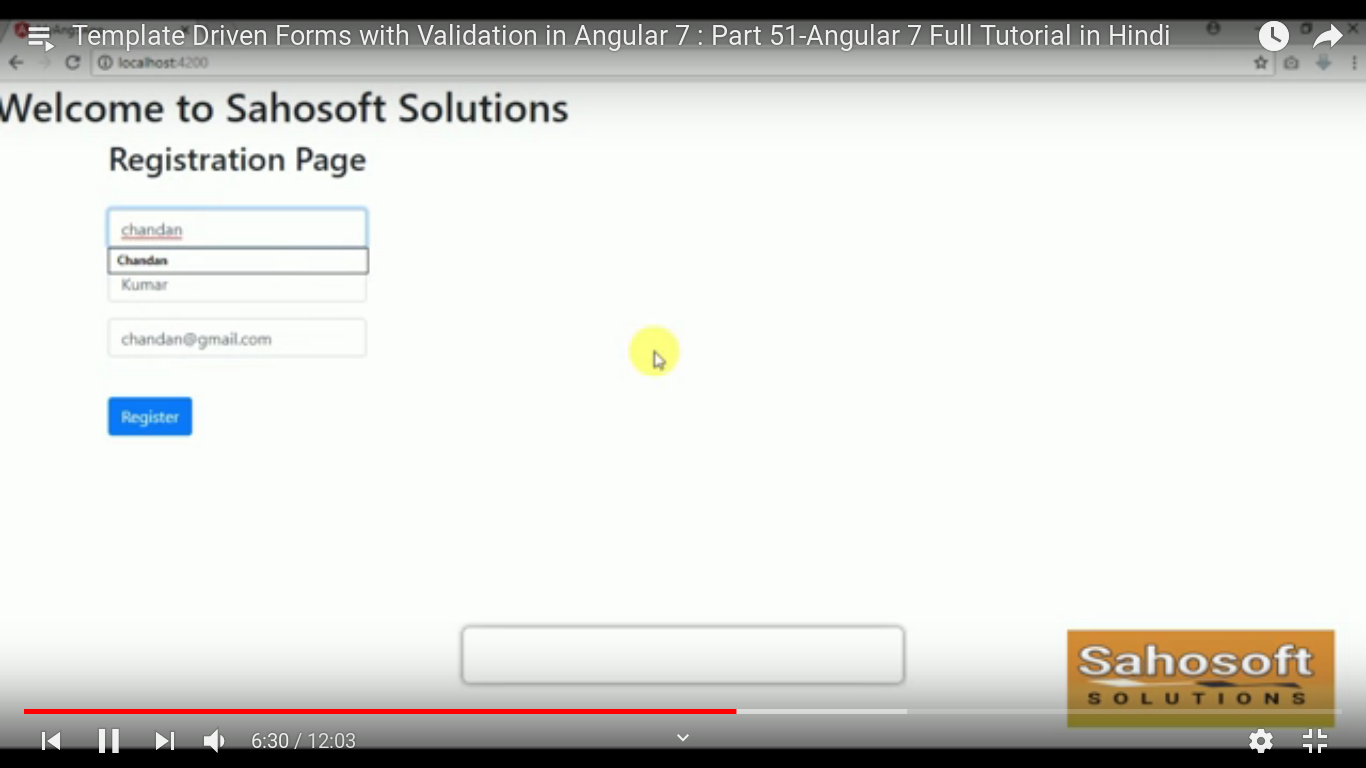 Template Driven Forms with Validation in Angular 7 : Part 51-Angular 7 Full Tutorial in Hindi
localhost:4200
Welcome to Sahosoft Solutions
Registration Page
chandan
Chandan
Kumar
chandan@gmail.com
Register
Sahosoft
SOLUTIONS
6:30 / 12:03